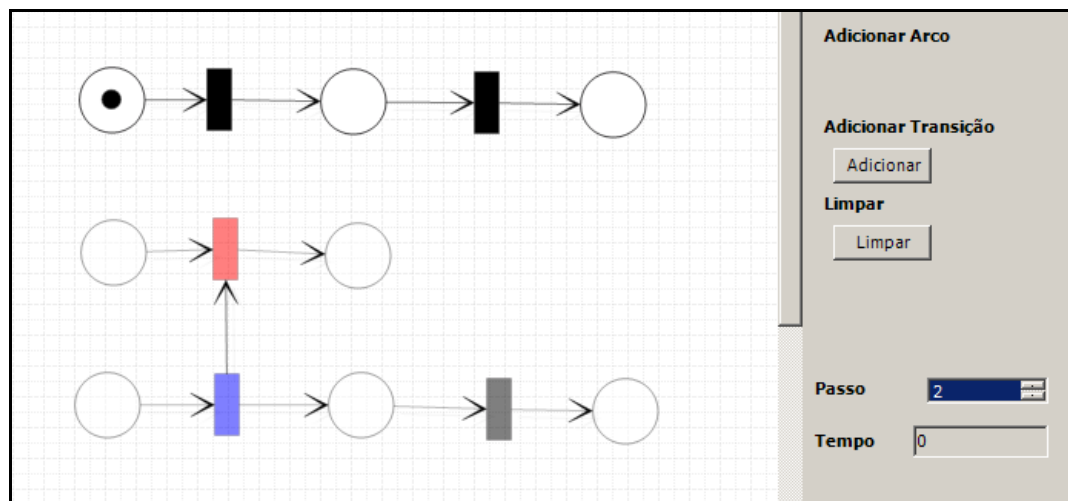 Adicionar Arco
Adicionar Transição
Adicionar
Limpar
Limpar
Passo 2
Tempo 0